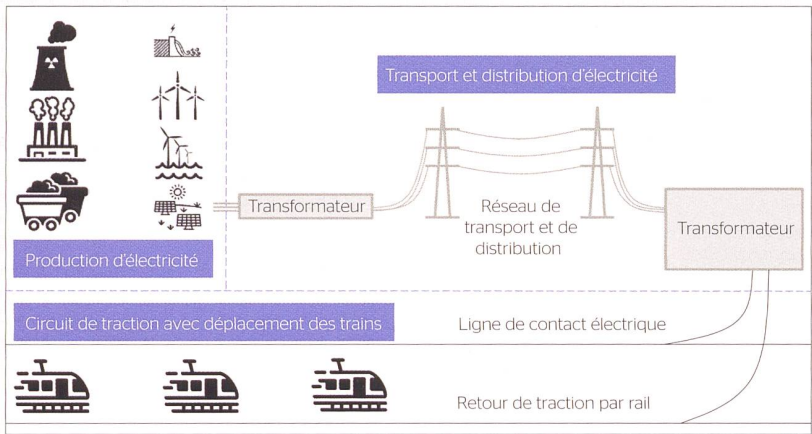 Transport et distribution d'électricité
Transformateur
Réseau de
transport et de
distribution
Transformateur
Production d'électricité
Circuit de traction avec déplacement des trains
Ligne de contact électrique
Retour de traction par rail